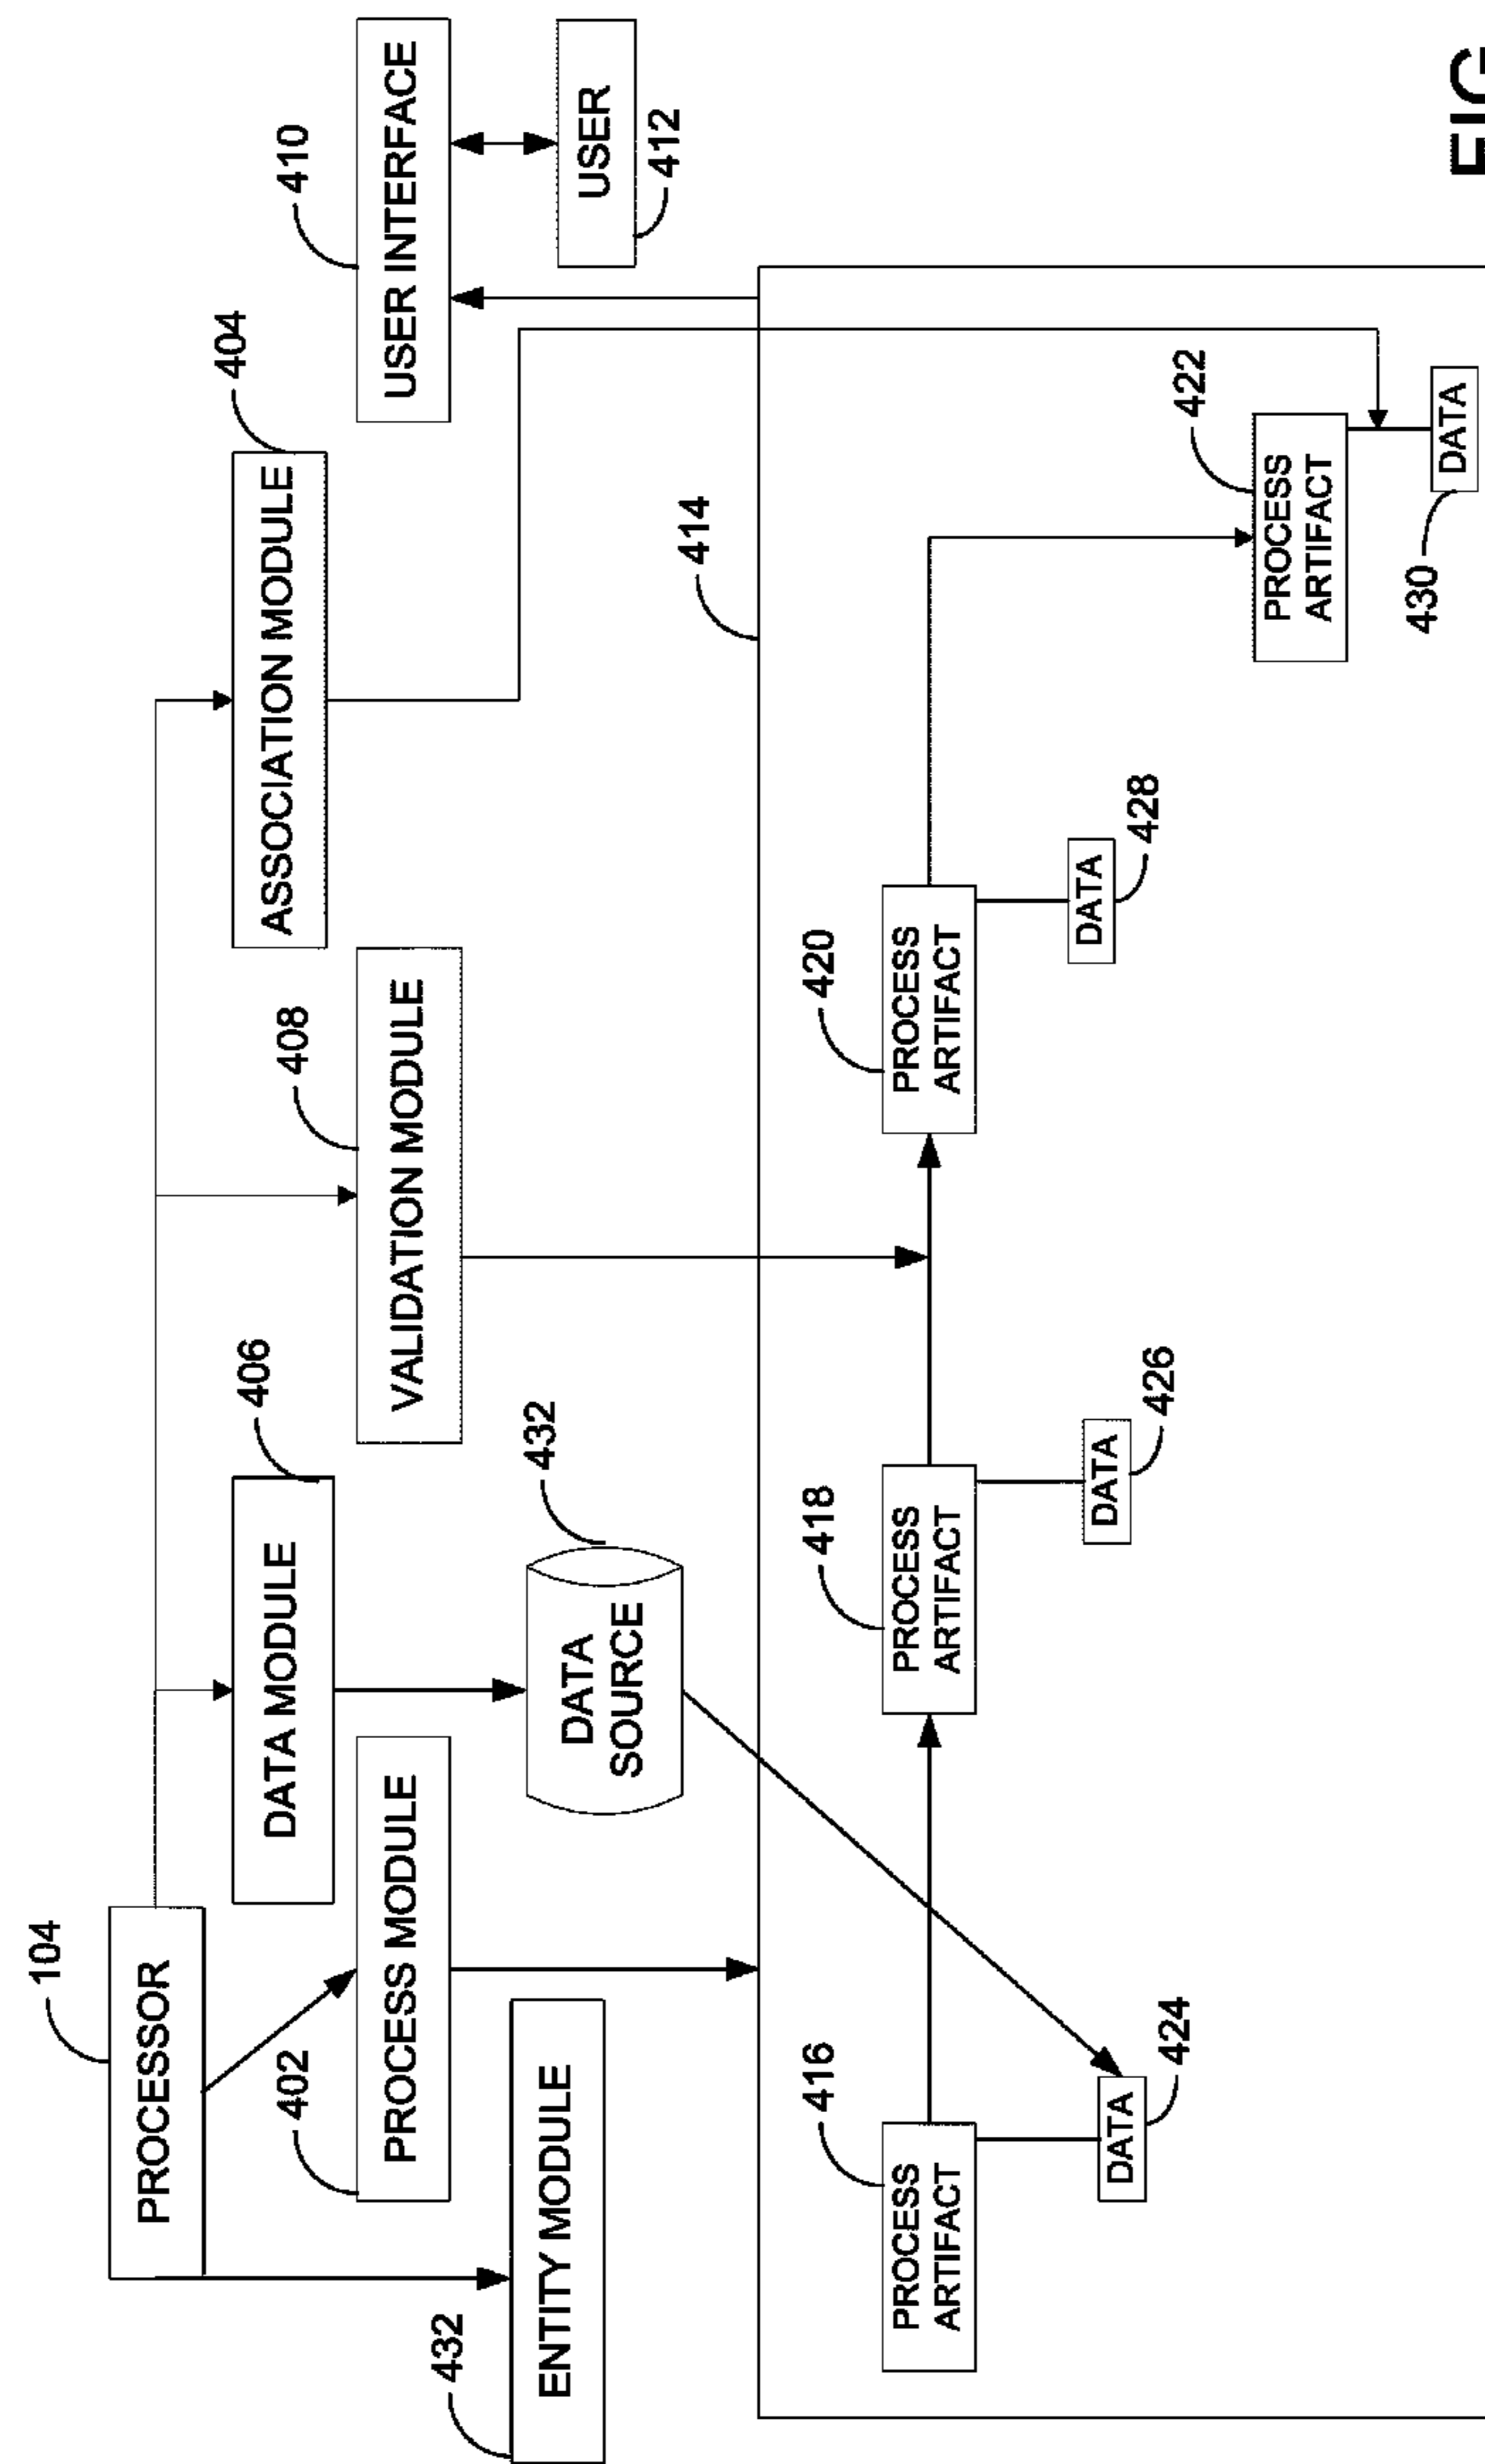 104
PROCESSOR
404
ASSOCIATION MODULE
406
DATA MODULE
410
USER INTERFACE
408
VALIDATION MODULE
402
PROCESS MODULE
432
ENTITY MODULE
432
DATA
SOURCE
USER
412
414
416
PROCESS
ARTIFACT
418
PROCESS
ARTIFACT
420
PROCESS
ARTIFACT
DATA
424
DATA
426
DATA
428
422
PROCESS
ARTIFACT
430
DATA
FIG